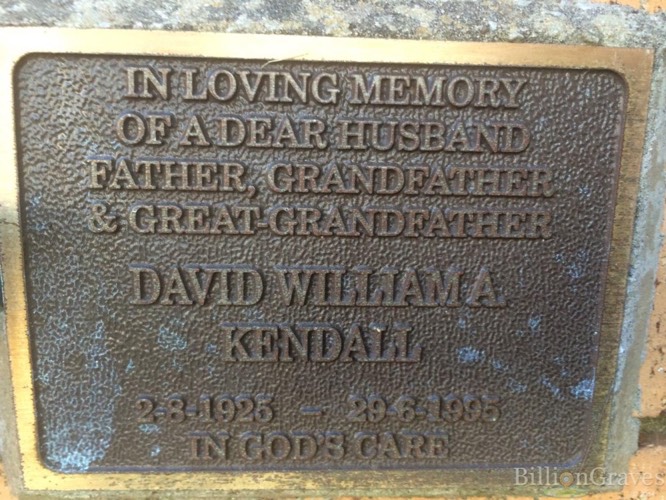 IN LOVING MEMORY
OF A DEAR HUSBAND
FATHER, GRANDFATHER
& GREAT-GRANDFATHER
DAVID WILLIAM A.
KENDALL
2-8-1925 – 29-6-1995
IN GOD'S CARE
BillionGraves